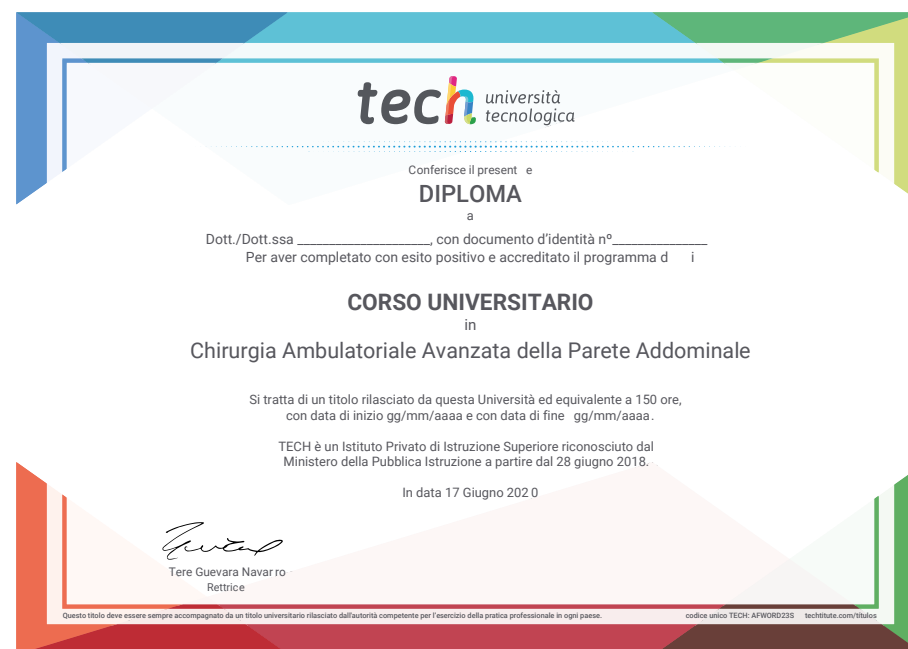 tech università
tecnologica
Conferisce il present e
DIPLOMA
a
Dott./Dott.ssa _____________________, con documento d'identità nº_______________
Per aver completato con esito positivo e accreditato il programma d i
CORSO UNIVERSITARIO
in
Chirurgia Ambulatoriale Avanzata della Parete Addominale
Si tratta di un titolo rilasciato da questa Università ed equivalente a 150 ore,
con data di inizio gg/mm/aaaa e con data di fine gg/mm/aaaa.
TECH è un Istituto Privato di Istruzione Superiore riconosciuto dal
Ministero della Pubblica Istruzione a partire dal 28 giugno 2018.
In data 17 Giugno 202 0
Tere Guevara Navar ro
Rettrice
Questo titolo deve essere sempre accompagnato da un titolo universitario rilasciato dall'autorità competente per l'esercizio della pratica professionale in ogni paese. codice unico TECH: AFWORD23S techtitute.com/titulos